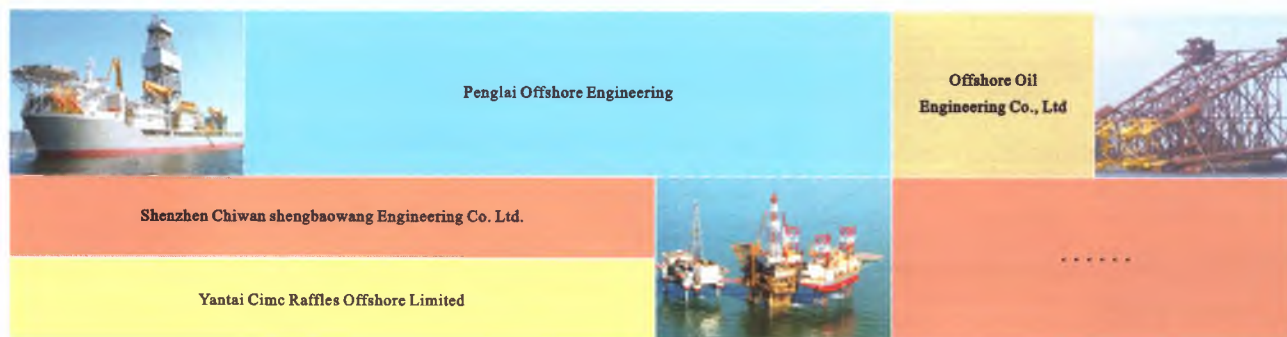 Penglai Offshore Engineering
Offshore Oil
Engineering Co., Ltd
Shenzhen Chiwan shengbaowang Engineering Co. Ltd.
Yantai Cimc Raffles Offshore Limited
......